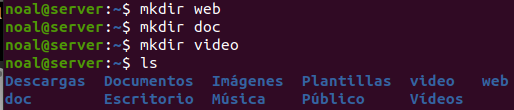 noal@server:~$ mkdir web
noal@server:~$ mkdir doc
noal@server:~$ mkdir video
noal@server:~$ ls
Descargas Documentos Imágenes Plantillas video web
doc Escritorio Música Público Vídeos